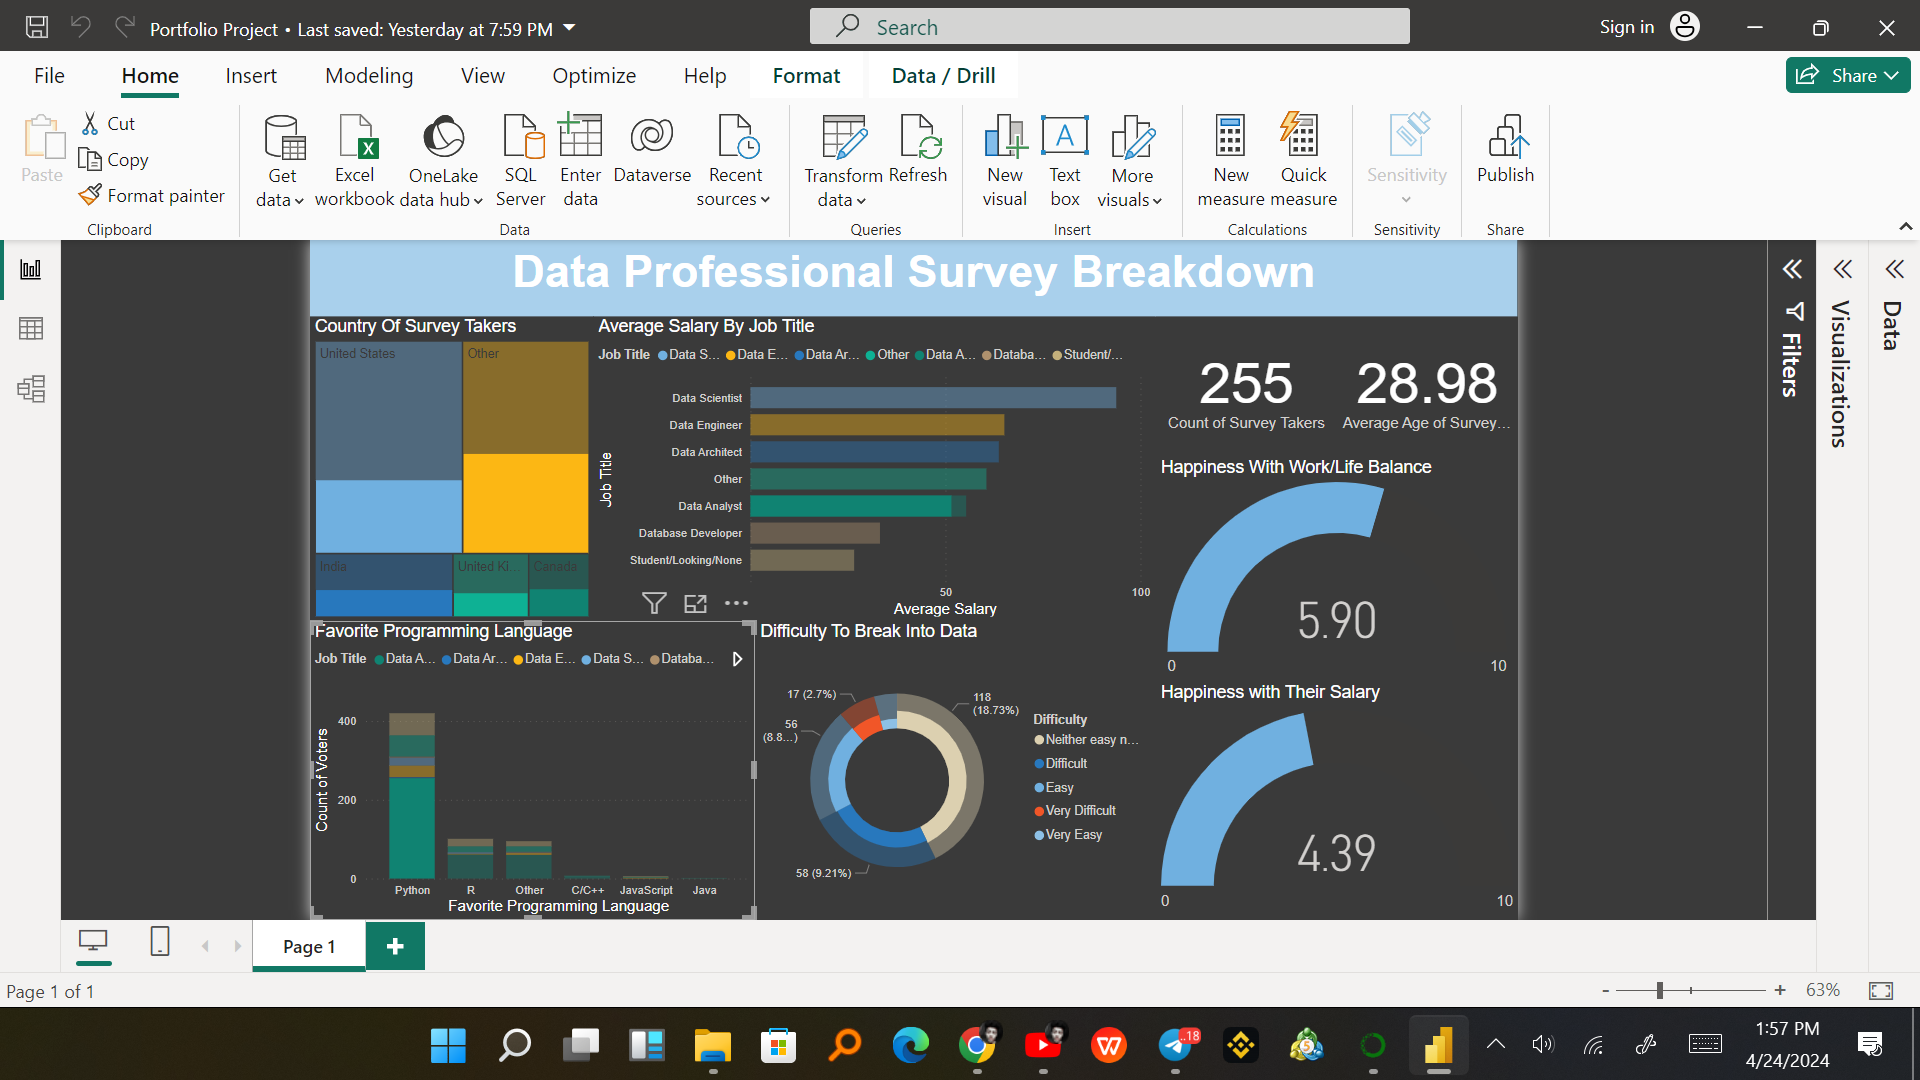 Portfolio Project • Last saved: Yesterday at 7:59 PM
Search
Sign in
File Home Insert Modeling View Optimize Help Format Data / Drill
Share
Paste
Cut
Copy
Format painter
Clipboard
Get data
Excel workbook
OneLake data hub
SQL Server
Enter data
Dataverse
Recent sources
Data
Transform data
Refresh
Queries
New visual
Text box
More visuals
Insert
New measure
Quick measure
Calculations
Sensitivity
Sensitivity
Publish
Share
Data Professional Survey Breakdown
Country Of Survey Takers
United States
Other
India
United Ki...
Canada
Average Salary By Job Title
Job Title Data S... Data E... Data Ar... Other Data A... Databa... Student/...
Job Title
Data Scientist
Data Engineer
Data Architect
Other
Data Analyst
Database Developer
Student/Looking/None
50 100
Average Salary
255
Count of Survey Takers
28.98
Average Age of Survey...
Happiness With Work/Life Balance
5.90
0 10
Happiness with Their Salary
4.39
0 10
Favorite Programming Language
Job Title Data A... Data Ar... Data E... Data S... Databa...
Count of Voters
400
200
0
Python R Other C/C++ JavaScript Java
Favorite Programming Language
Difficulty To Break Into Data
17 (2.7%)
118
(18.73%)
56
(8.8...)
58 (9.21%)
Difficulty
Neither easy n...
Difficult
Easy
Very Difficult
Very Easy
Filters
Visualizations
Data
Page 1
+
Page 1 of 1
- + 63%
..18
5
1:57 PM
4/24/2024